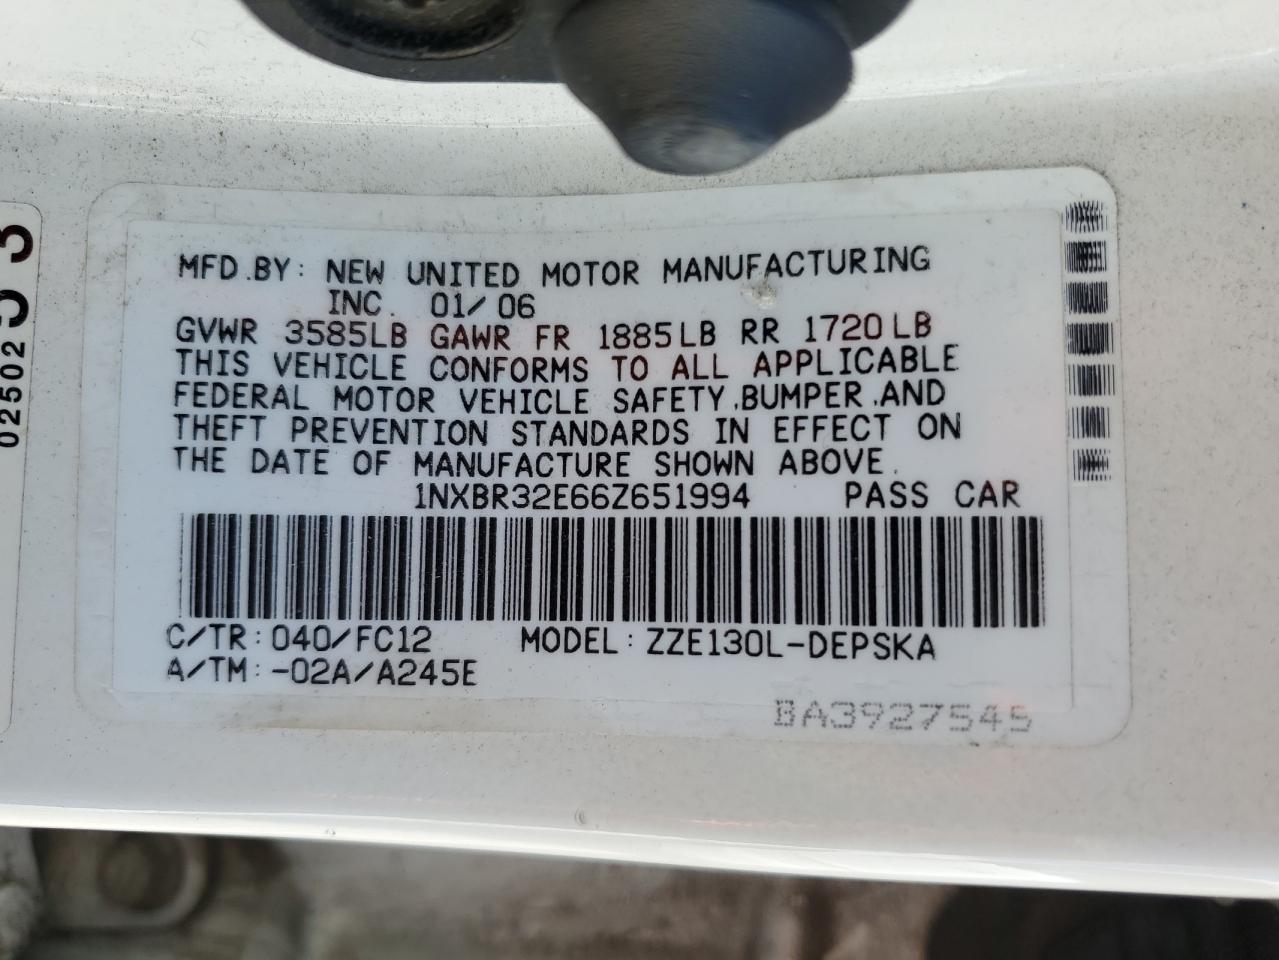 MFD.BY: NEW UNITED MOTOR MANUFACTURING
INC. 01/06
GVWR 3585LB GAWR FR 1885LB RR 1720LB
THIS VEHICLE CONFORMS TO ALL APPLICABLE
FEDERAL MOTOR VEHICLE SAFETY,BUMPER,AND
THEFT PREVENTION STANDARDS IN EFFECT ON
THE DATE OF MANUFACTURE SHOWN ABOVE.
1NXBR32E66Z651994 PASS CAR
C/TR:040/FC12 MODEL:ZZE130L-DEPSKA
A/TM:-02A/A245E
BA3927545
02502